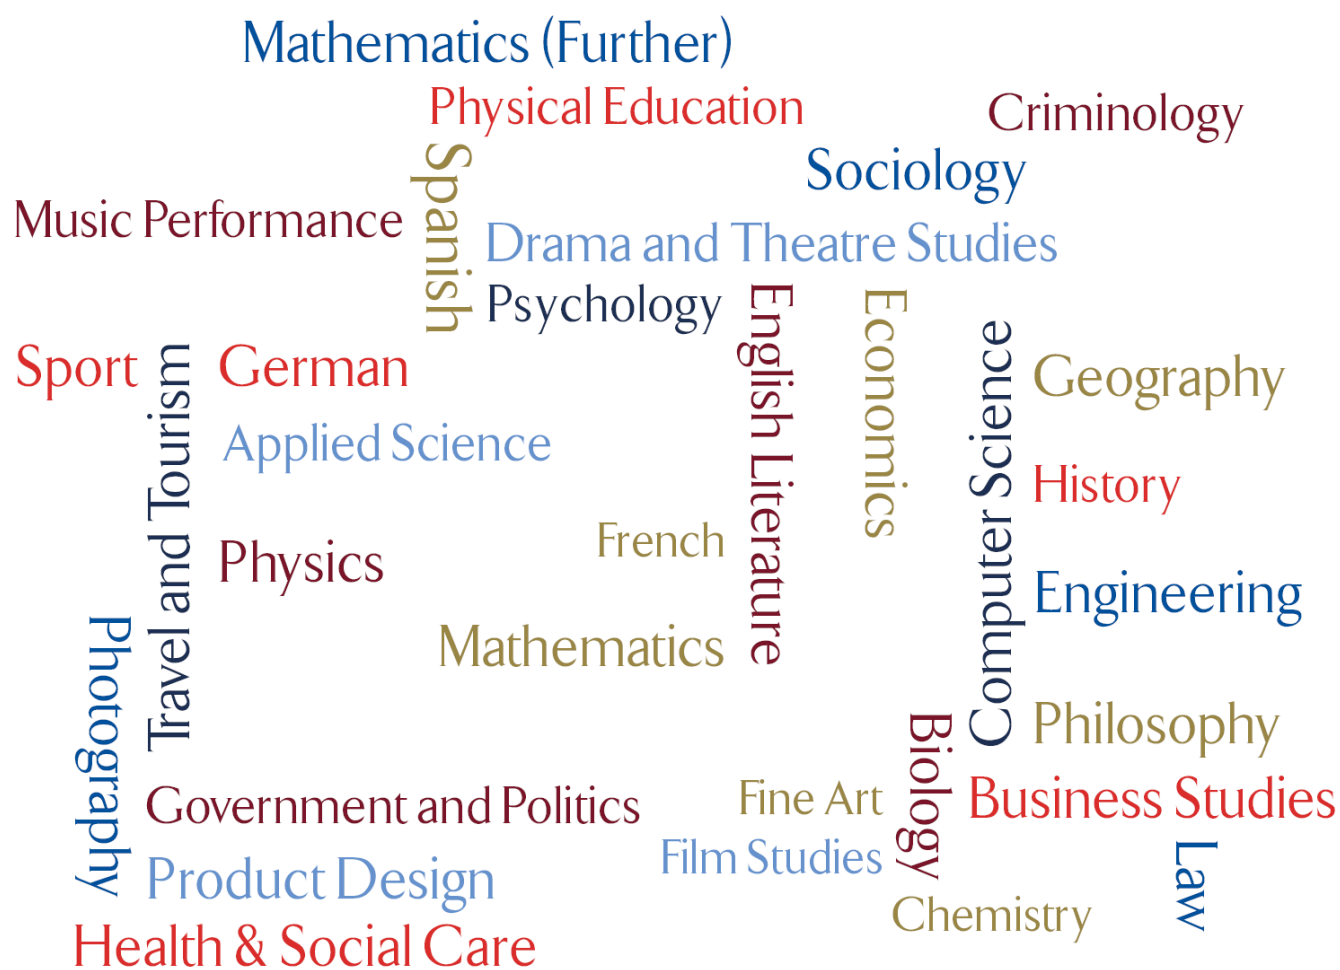 Mathematics (Further)
Physical Education
Criminology
Spanish
Sociology
Music Performance
Drama and Theatre Studies
Psychology
English Literature
Economics
Computer Science
Sport
Travel and Tourism
German
Geography
Applied Science
History
French
Physics
Engineering
Photography
Mathematics
Philosophy
Biology
Government and Politics
Fine Art
Business Studies
Film Studies
Law
Product Design
Chemistry
Health & Social Care